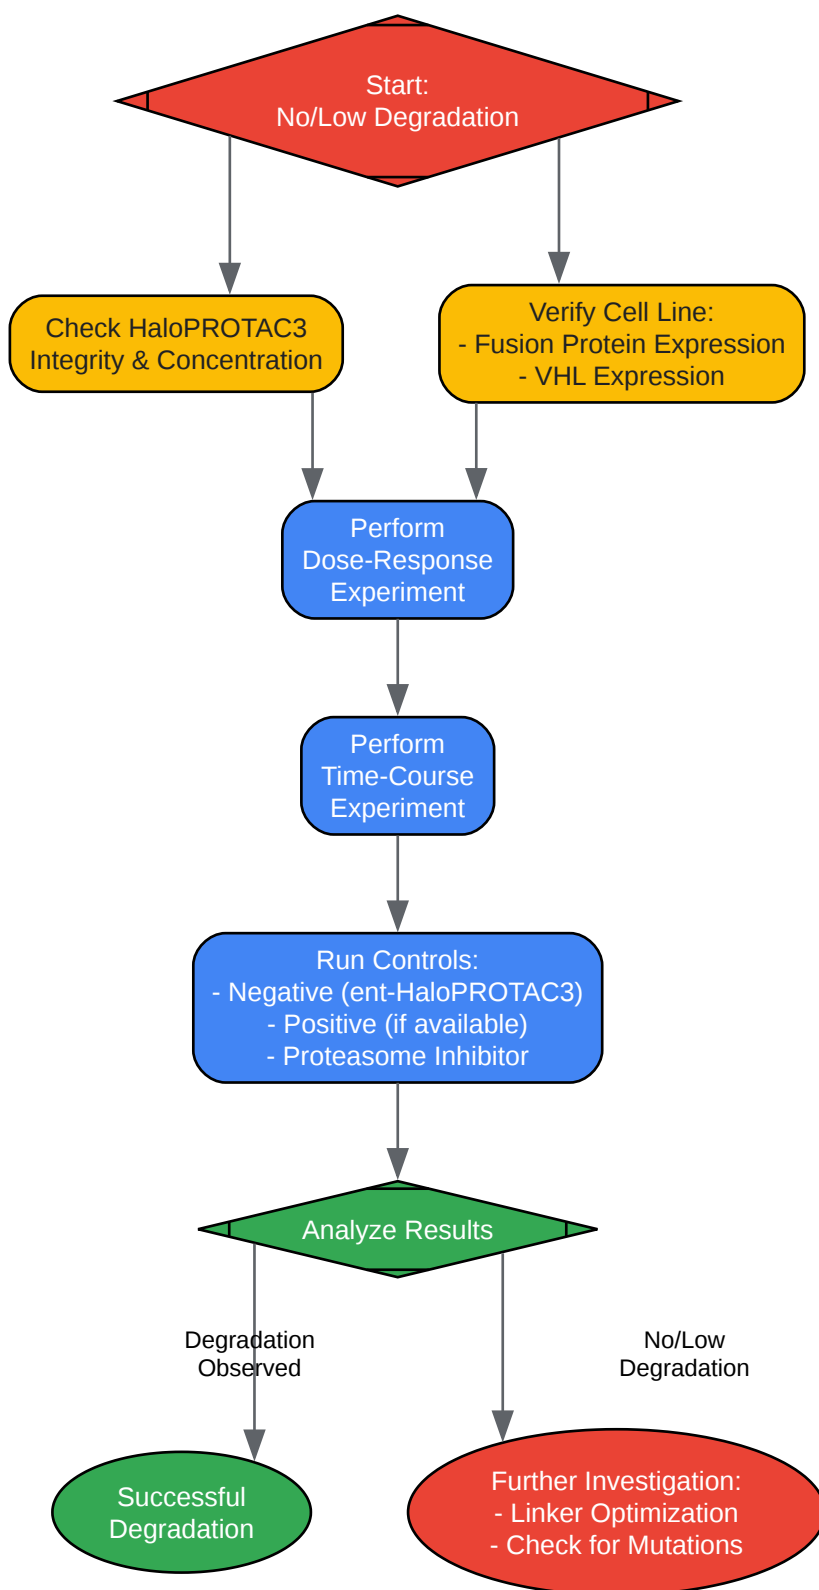 Start:
No/Low Degradation
Check HaloPROTAC3
Integrity & Concentration
Verify Cell Line:
- Fusion Protein Expression
- VHL Expression
Perform
Dose-Response
Experiment
Perform
Time-Course
Experiment
Run Controls:
- Negative (ent-HaloPROTAC3)
- Positive (if available)
- Proteasome Inhibitor
Analyze Results
Degradation
Observed
No/Low
Degradation
Successful
Degradation
Further Investigation:
- Linker Optimization
- Check for Mutations